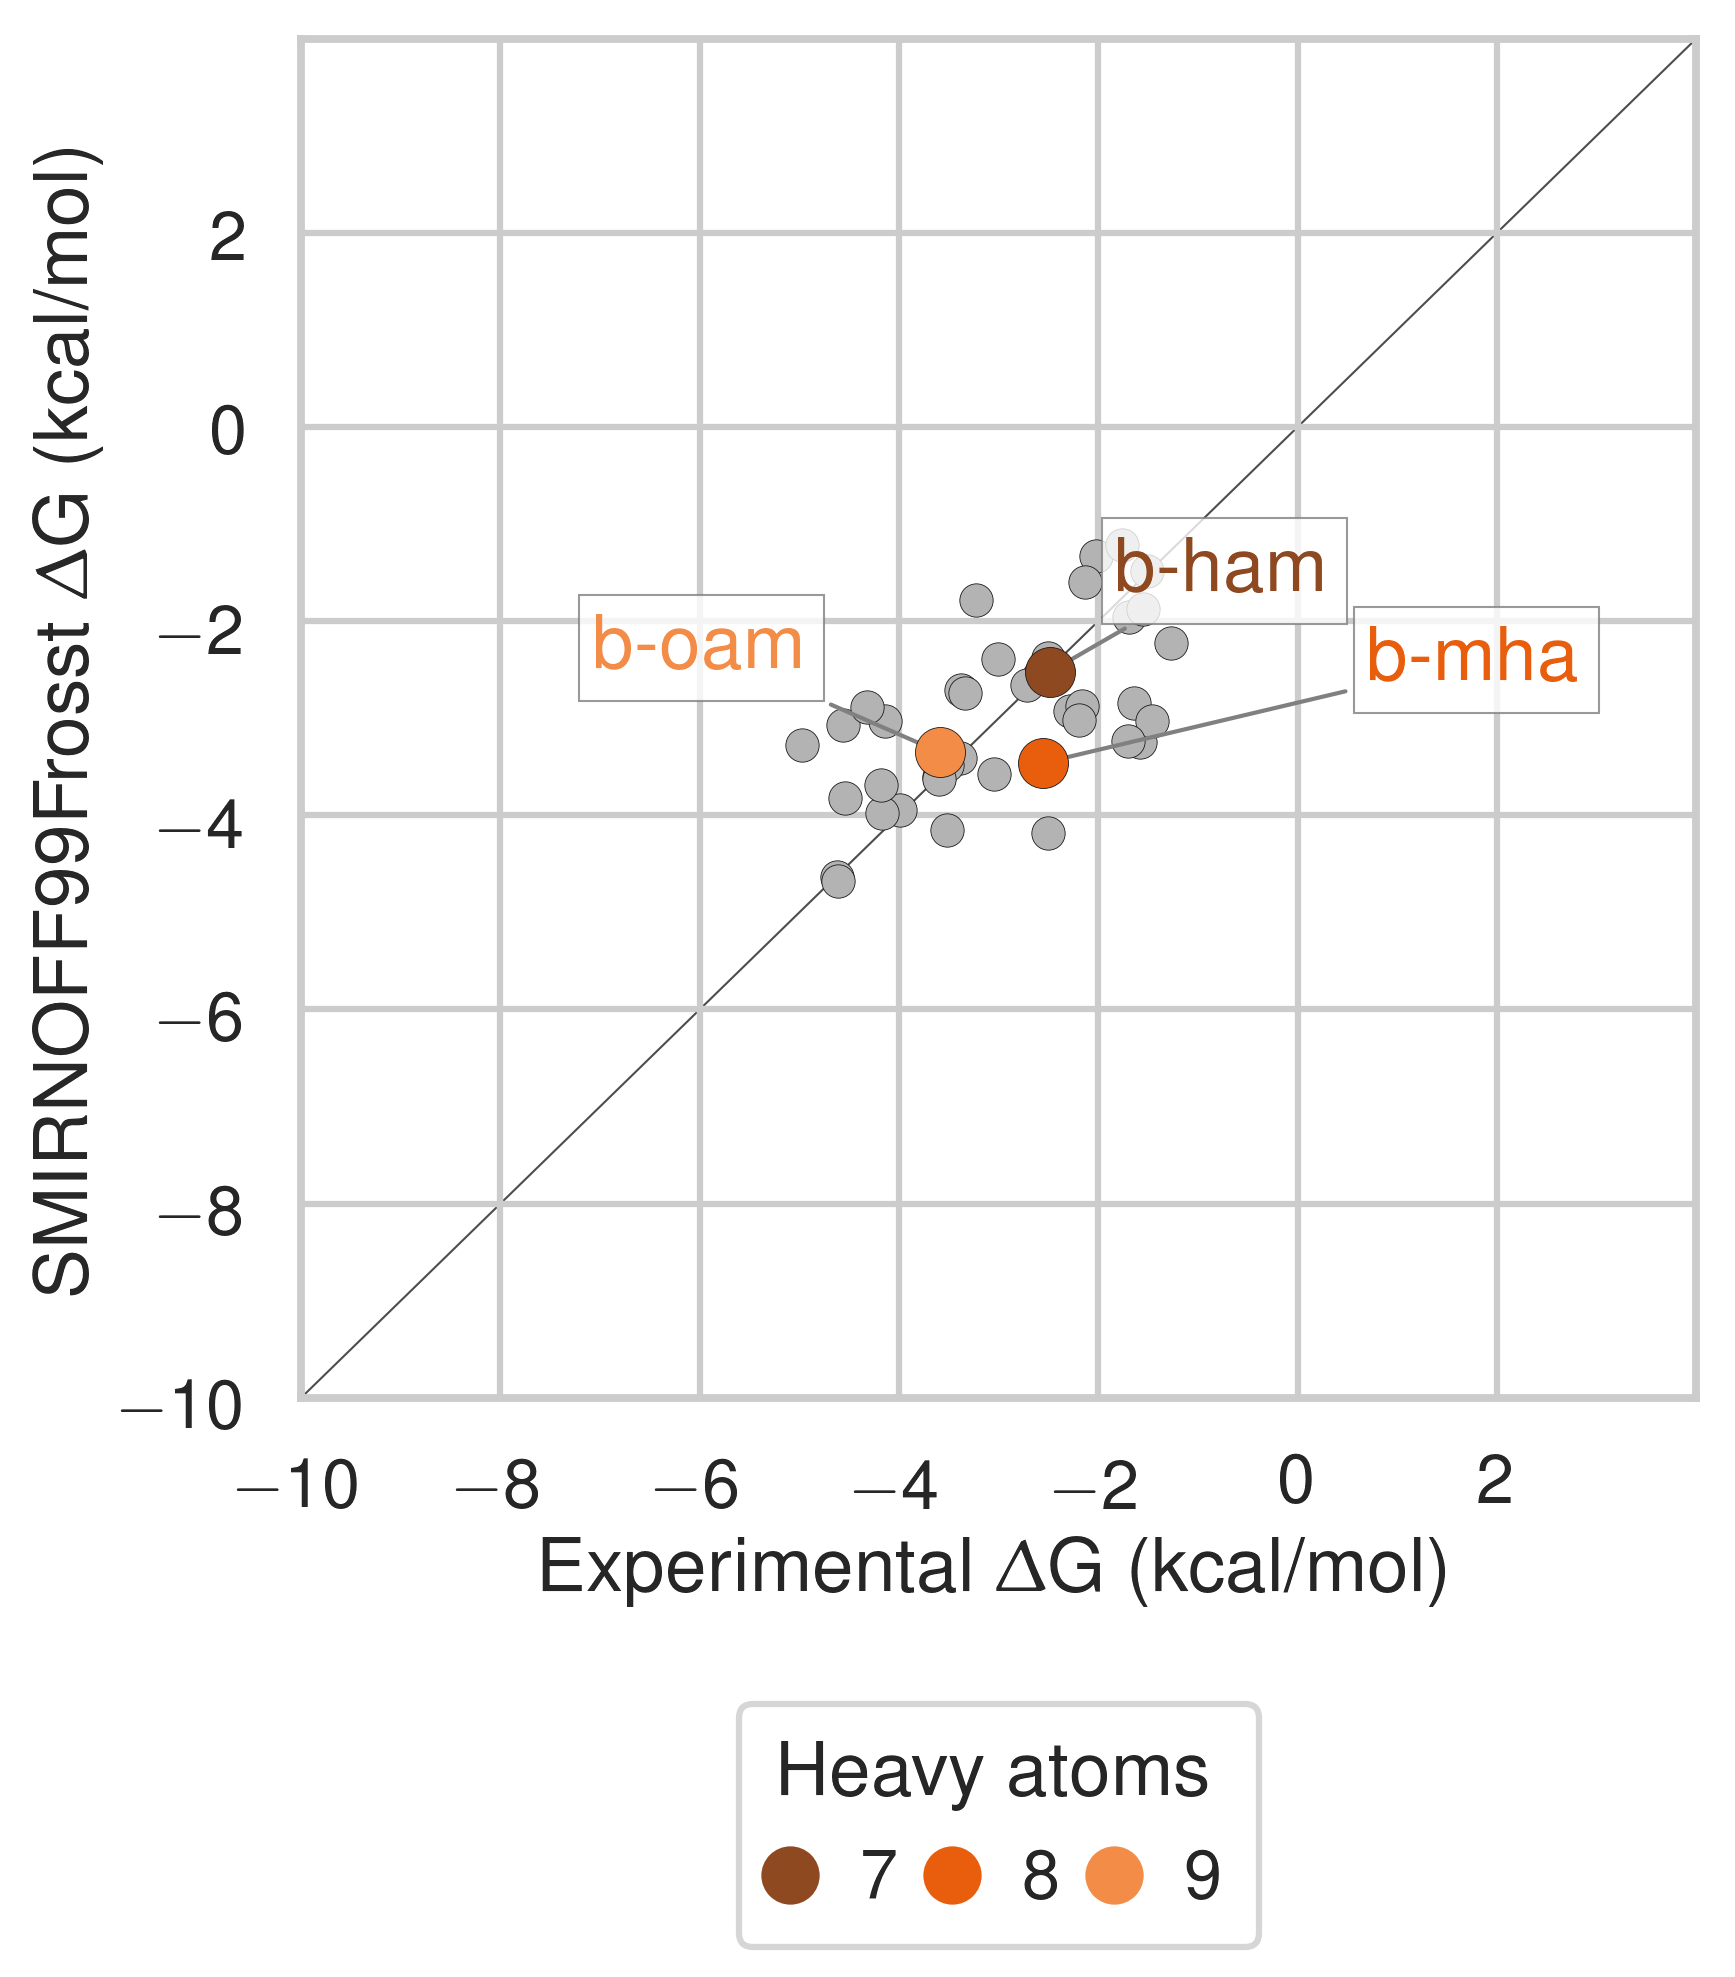 SMIRNOFF99Frosst ΔG (kcal/mol)
2
0
−2
−4
−6
−8
−10
b-ham
b-oam
b-mha
−10 −8 −6 −4 −2 0 2
Experimental ΔG (kcal/mol)
Heavy atoms
7 8 9